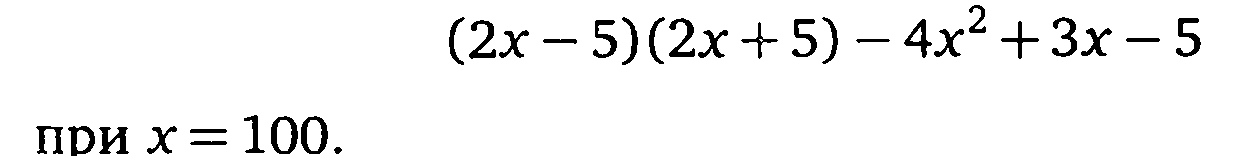 (2x − 5)(2x + 5) − 4x² + 3x − 5
при x = 100.